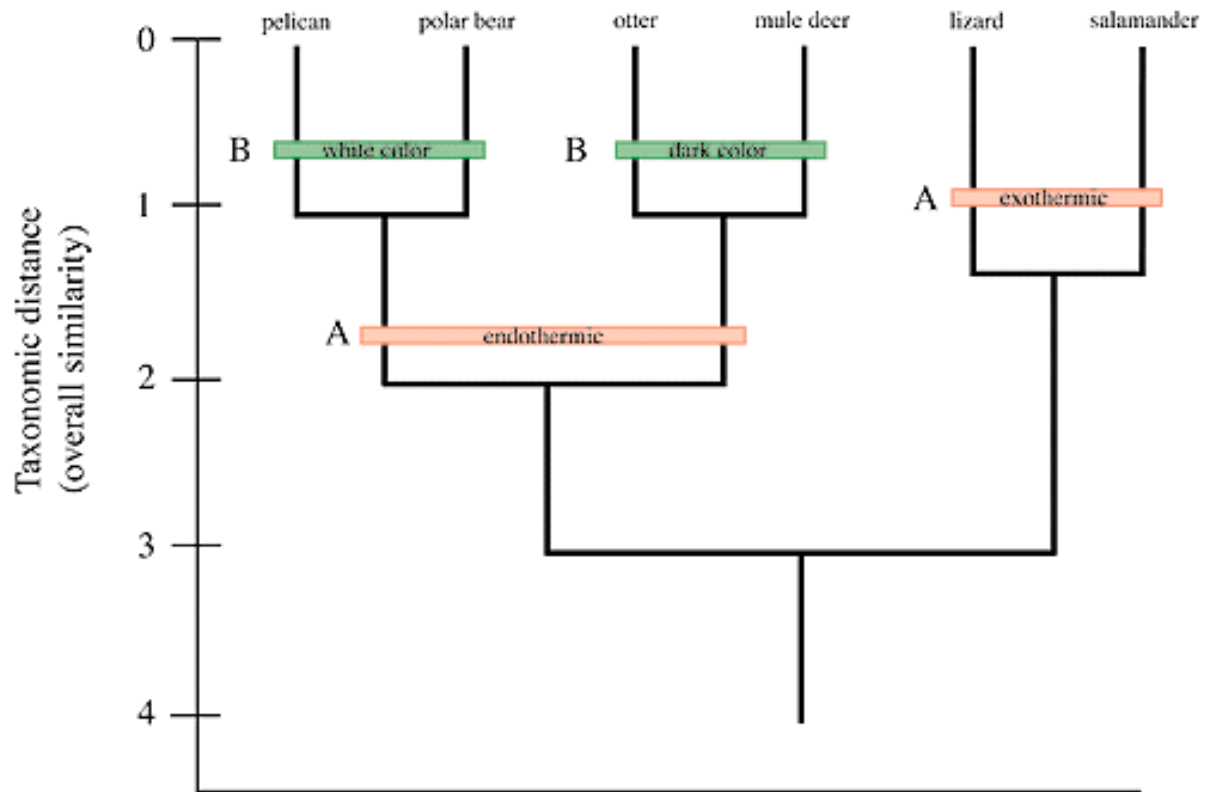 pelican polar bear otter mule deer lizard salamander
0
B white color B dark color
1
A exothermic
A endothermic
2
3
4
Taxonomic distance
(overall similarity)